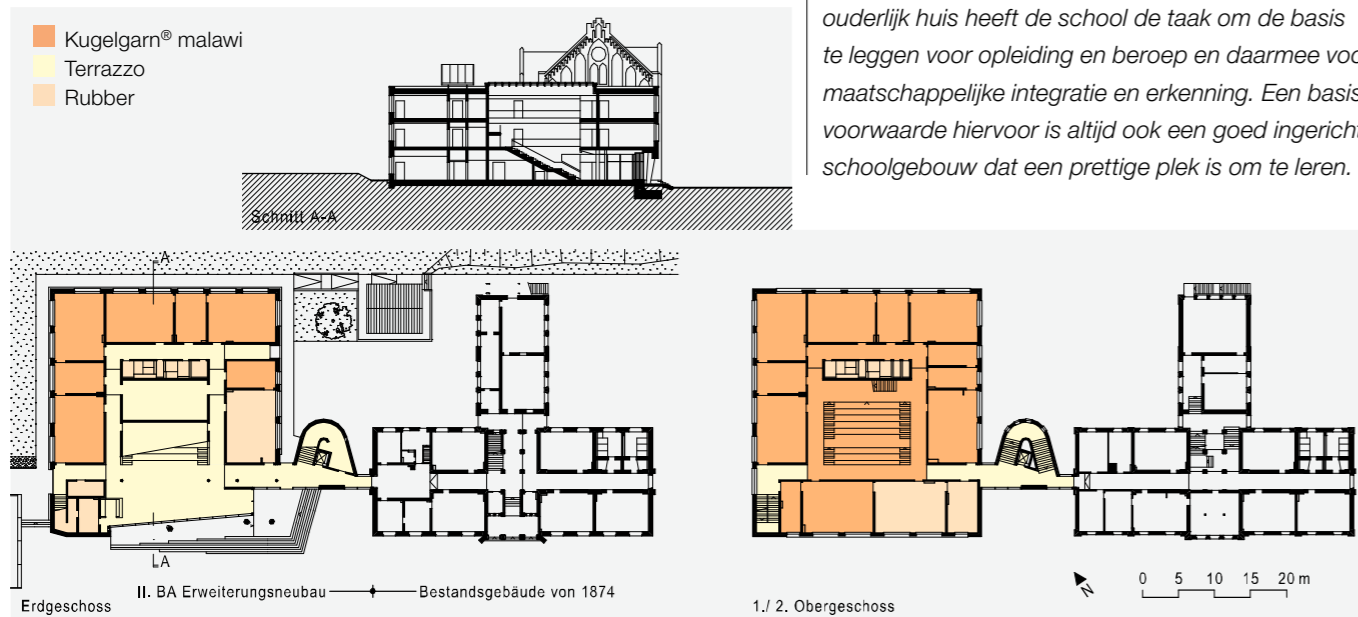 Kugelgarn® malawi
Terrazzo
Rubber
ouderlijk huis heeft de school de taak om de basis
te leggen voor opleiding en beroep en daarmee voo
maatschappelijke integratie en erkenning. Een basis
voorwaarde hiervoor is altijd ook een goed ingericht
schoolgebouw dat een prettige plek is om te leren.
Schnitt A-A
A
A
II. BA Erweiterungsneubau
Bestandsgebäude von 1874
Erdgeschoss
1./ 2. Obergeschoss
N
0 5 10 15 20 m